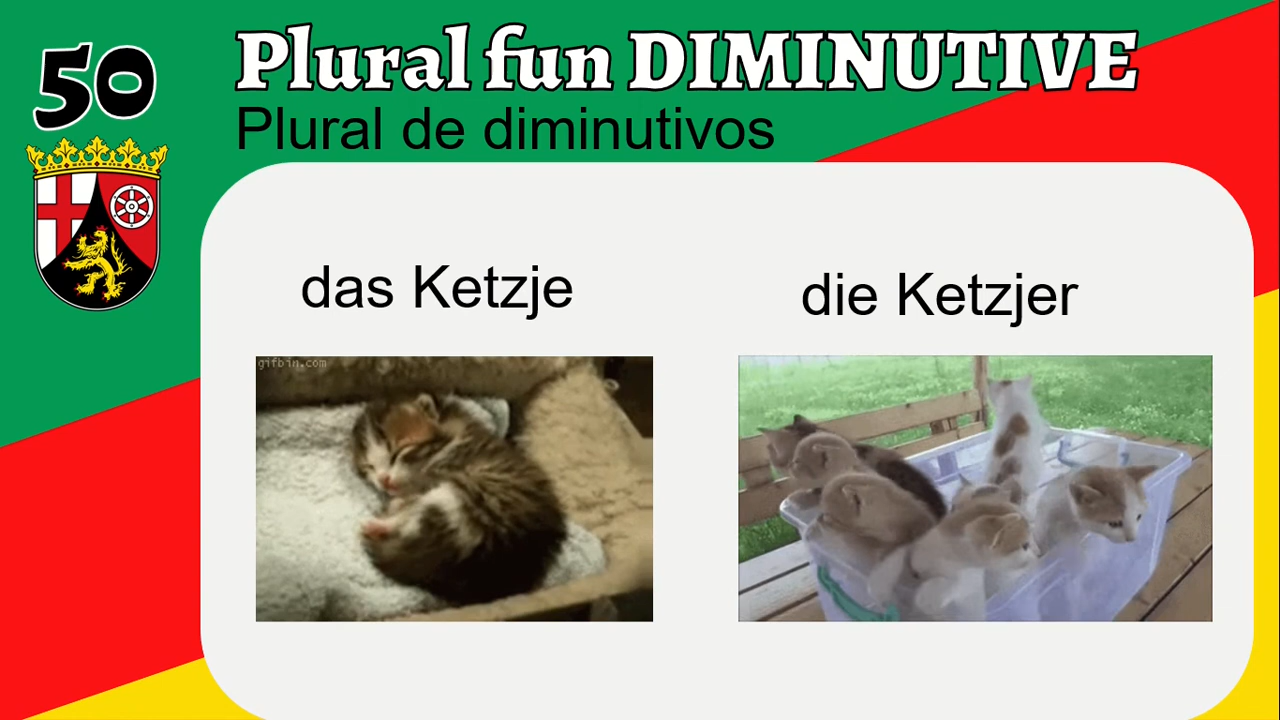 50
Plural fun DIMINUTIVE
Plural de diminutivos
das Ketzje
die Ketzjer
gifbin.com